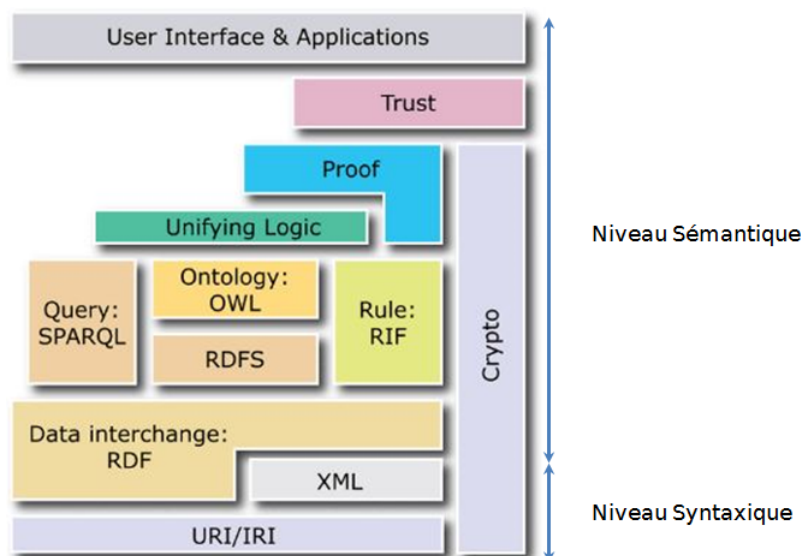 User Interface & Applications
Trust
Proof
Unifying Logic
Query:
SPARQL
Ontology:
OWL
RDFS
Rule:
RIF
Crypto
Data interchange:
RDF
XML
URI/IRI
Niveau Sémantique
Niveau Syntaxique